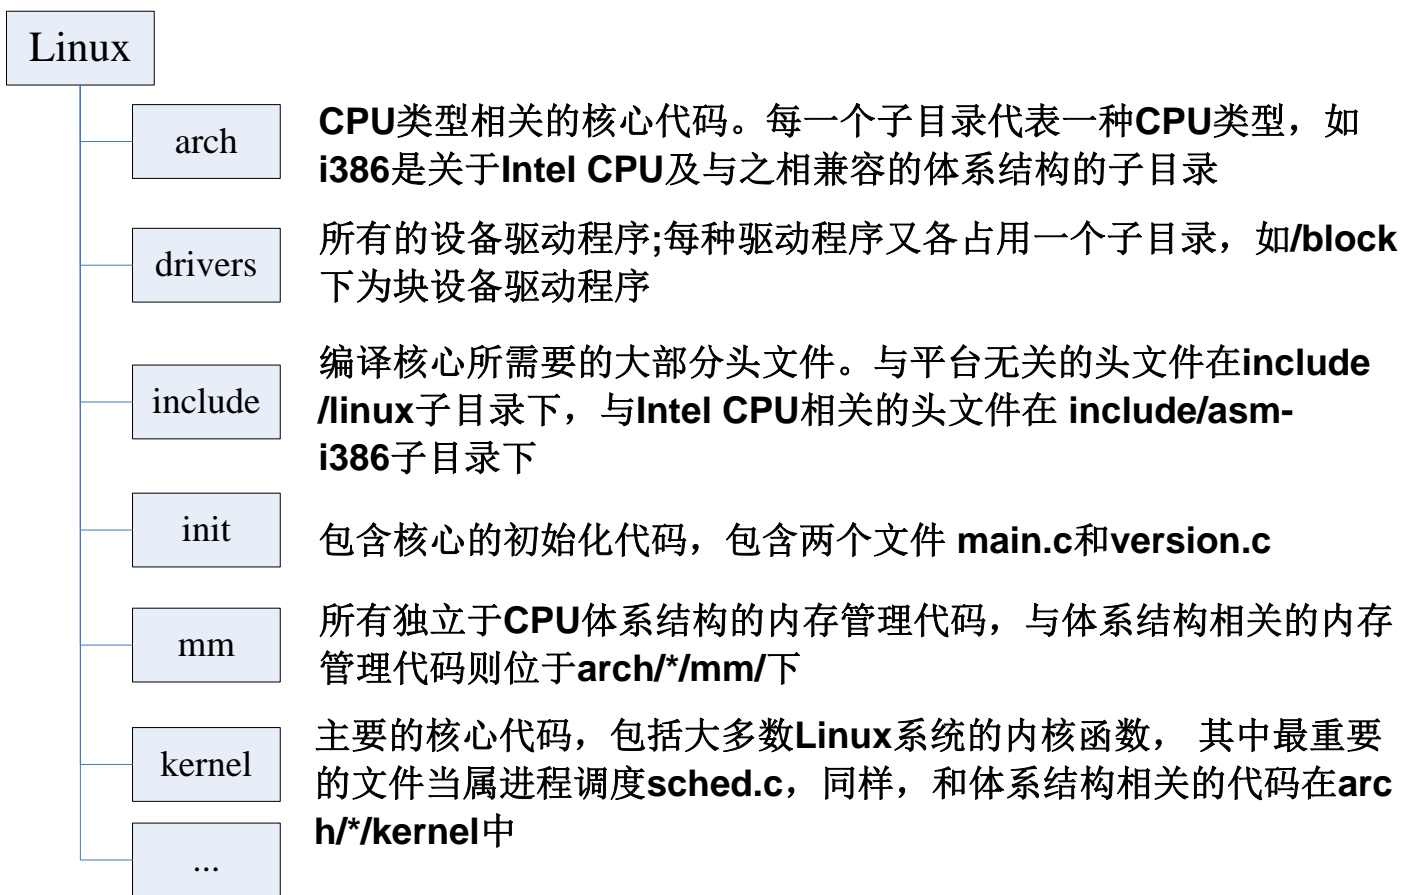 Linux
arch
CPU类型相关的核心代码。每一个子目录代表一种CPU类型，如
i386是关于Intel CPU及与之相兼容的体系结构的子目录
drivers
所有的设备驱动程序;每种驱动程序又各占用一个子目录，如/block
下为块设备驱动程序
include
编译核心所需要的大部分头文件。与平台无关的头文件在include
/linux子目录下，与Intel CPU相关的头文件在 include/asm-
i386子目录下
init
包含核心的初始化代码，包含两个文件 main.c和version.c
mm
所有独立于CPU体系结构的内存管理代码，与体系结构相关的内存
管理代码则位于arch/*/mm/下
kernel
主要的核心代码，包括大多数Linux系统的内核函数， 其中最重要
的文件当属进程调度sched.c，同样，和体系结构相关的代码在arc
h/*/kernel中
...